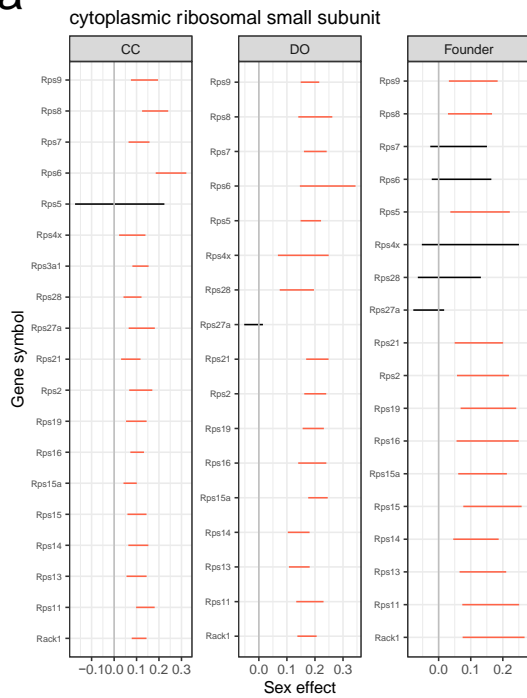 a
cytoplasmic ribosomal small subunit
CC
DO
Founder
Gene symbol
Rps9
Rps8
Rps7
Rps6
Rps5
Rps4x
Rps3a1
Rps28
Rps27a
Rps21
Rps2
Rps19
Rps16
Rps15a
Rps15
Rps14
Rps13
Rps11
Rack1
−0.1 0.0 0.1 0.2 0.3
Rps9
Rps8
Rps7
Rps6
Rps5
Rps4x
Rps28
Rps27a
Rps21
Rps2
Rps19
Rps16
Rps15a
Rps14
Rps13
Rps11
Rack1
0.0 0.1 0.2 0.3
Rps9
Rps8
Rps7
Rps6
Rps5
Rps4x
Rps28
Rps27a
Rps21
Rps2
Rps19
Rps16
Rps15a
Rps15
Rps14
Rps13
Rps11
Rack1
0.0 0.1 0.2
Sex effect